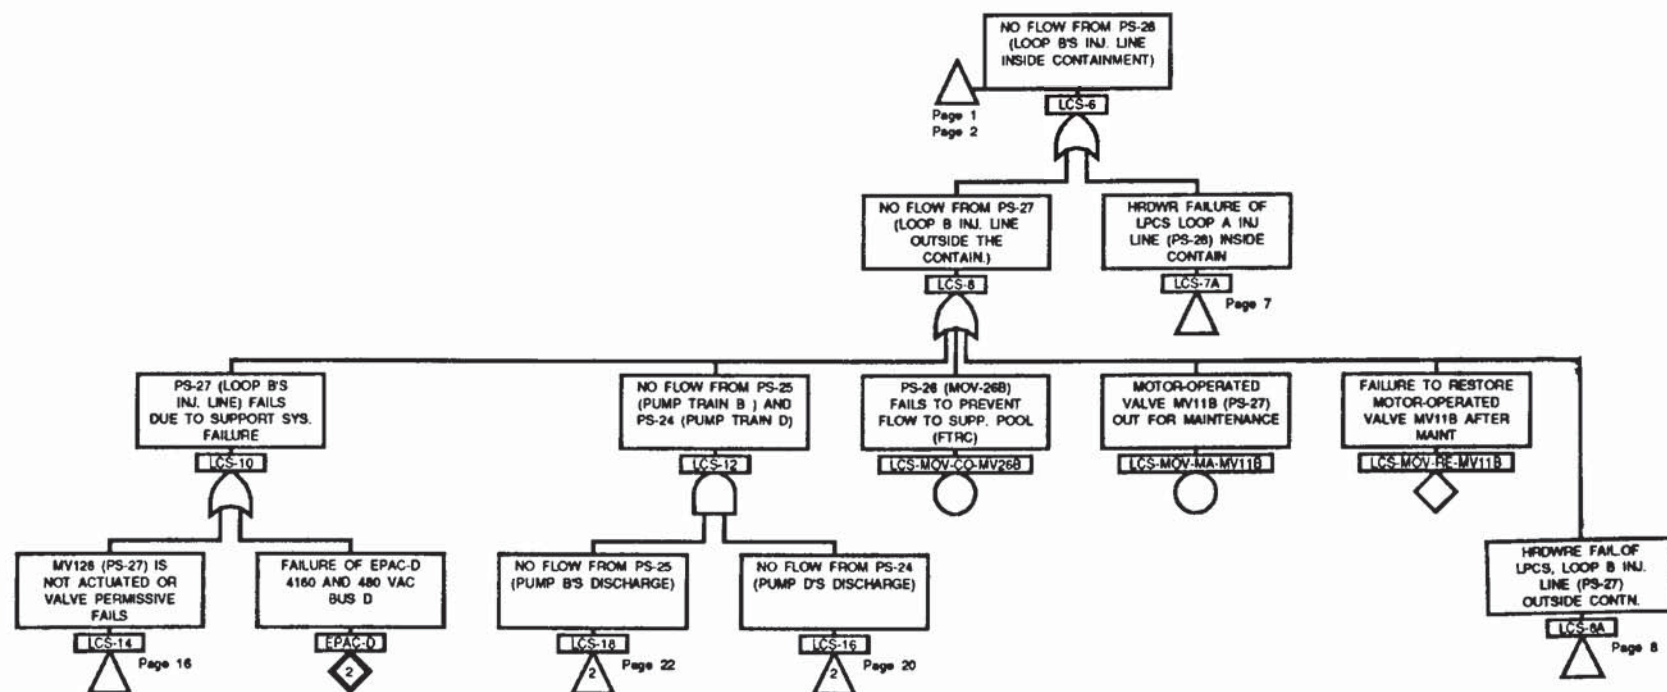 NO FLOW FROM PS-28
(LOOP B'S INJ. LINE
INSIDE CONTAINMENT)
Page 1
Page 2
LCS-6
NO FLOW FROM PS-27
(LOOP B INJ. LINE
OUTSIDE THE
CONTAIN.)
LCS-8
HRDWR FAILURE OF
LPCS LOOP A INJ
LINE (PS-28) INSIDE
CONTAIN
LCS-7A
Page 7
PS-27 (LOOP B'S
INJ. LINE) FAILS
DUE TO SUPPORT SYS.
FAILURE
LCS-10
NO FLOW FROM PS-25
(PUMP TRAIN B ) AND
PS-24 (PUMP TRAIN D)
LCS-12
PS-26 (MOV-26B)
FAILS TO PREVENT
FLOW TO SUPP. POOL
(FTRC)
LCS-MOV-CO-MV26B
MOTOR-OPERATED
VALVE MV11B (PS-27)
OUT FOR MAINTENANCE
LCS-MOV-MA-MV11B
FAILURE TO RESTORE
MOTOR-OPERATED
VALVE MV11B AFTER
MAINT
LCS-MOV-RE-MV11B
MV126 (PS-27) IS
NOT ACTUATED OR
VALVE PERMISSIVE
FAILS
LCS-14
Page 16
FAILURE OF EPAC-D
4160 AND 480 VAC
BUS D
EPAC-D
2
NO FLOW FROM PS-25
(PUMP B'S DISCHARGE)
LCS-18
2
Page 22
NO FLOW FROM PS-24
(PUMP D'S DISCHARGE)
LCS-16
2
Page 20
HRDWRE FAIL.OF
LPCS, LOOP B INJ.
LINE (PS-27)
OUTSIDE CONTN.
LCS-8A
Page 8